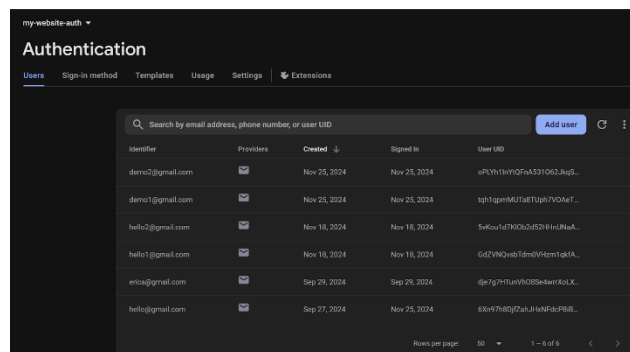 my-website-auth
Authentication
Users Sign-in method Templates Usage Settings Extensions
Search by email address, phone number, or user UID Add user
Identifier Providers Created Signed In User UID
demo2@gmail.com Nov 25, 2024 Nov 25, 2024
demo1@gmail.com Nov 25, 2024 Nov 25, 2024
hello2@gmail.com Nov 18, 2024 Nov 18, 2024
hello1@gmail.com Nov 18, 2024 Nov 18, 2024
erica@gmail.com Sep 29, 2024 Sep 29, 2024
hello@gmail.com Sep 27, 2024 Nov 25, 2024
Rows per page: 50 1 – 6 of 6